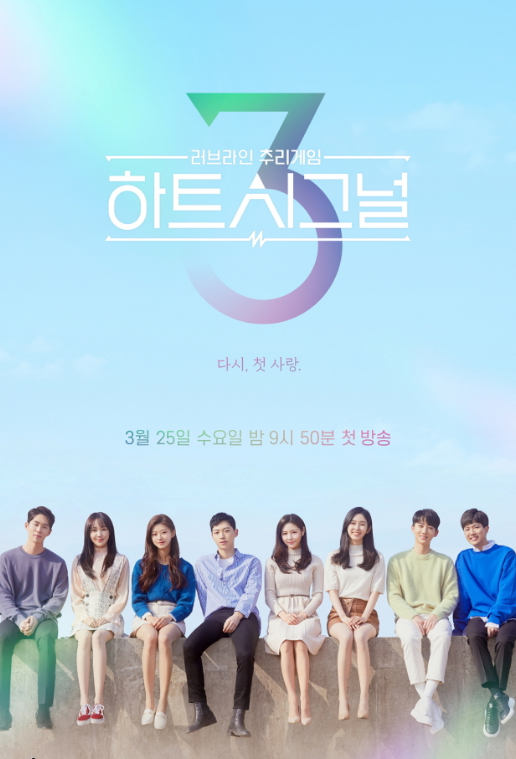 3
러브라인 추리게임
하트시그널
다시, 첫 사랑.
3월 25일 수요일 밤 9시 50분 첫 방송